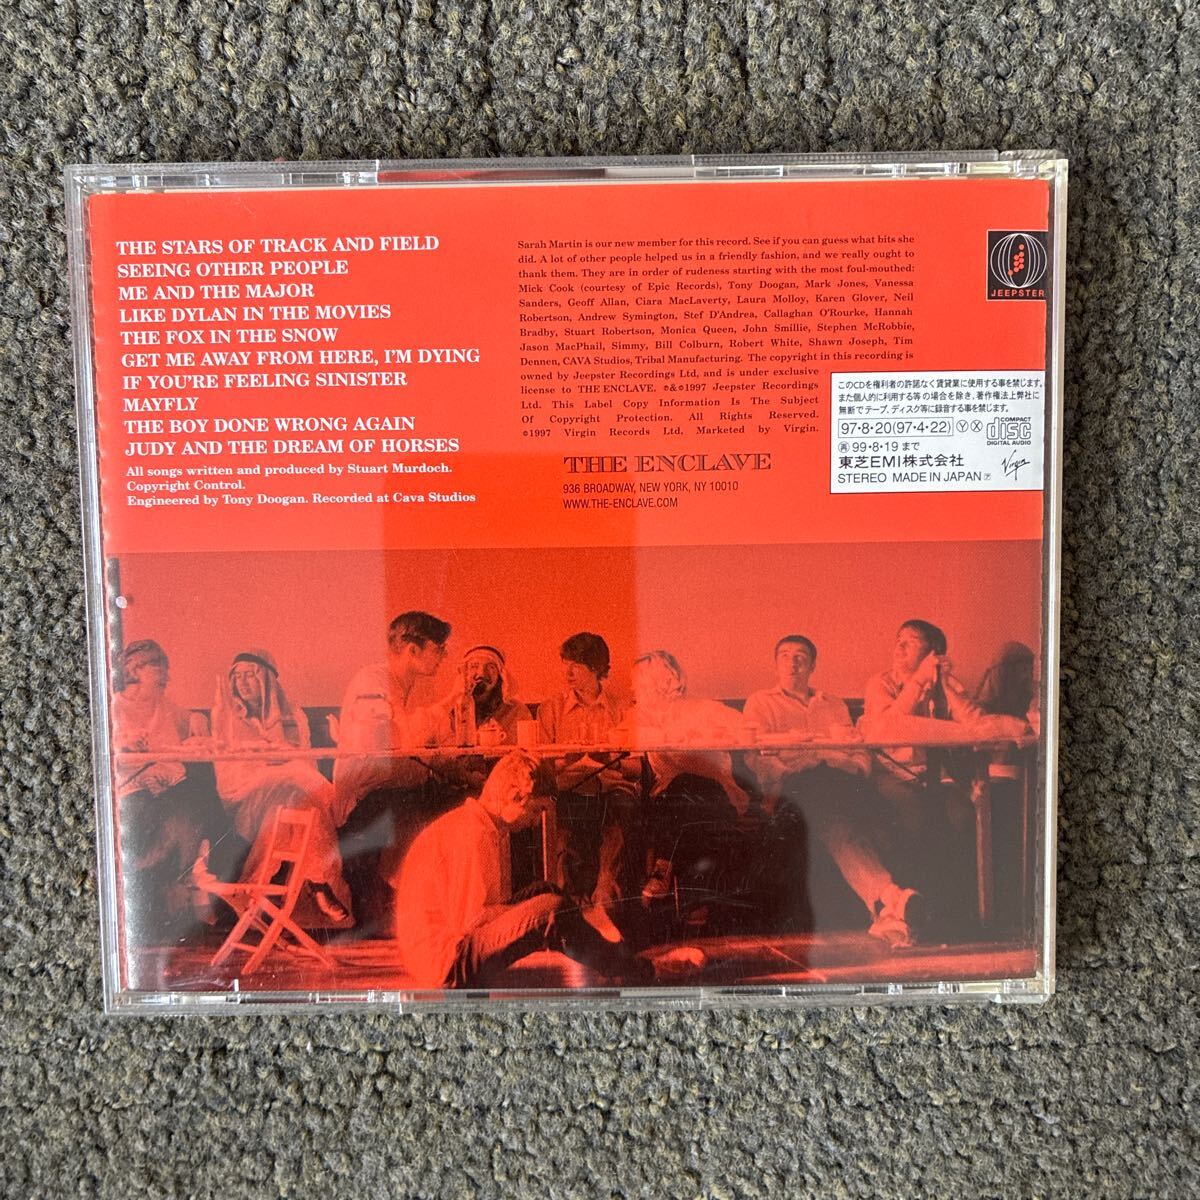 THE STARS OF TRACK AND FIELD
SEEING OTHER PEOPLE
ME AND THE MAJOR
LIKE DYLAN IN THE MOVIES
THE FOX IN THE SNOW
GET ME AWAY FROM HERE, I'M DYING
IF YOU'RE FEELING SINISTER
MAYFLY
THE BOY DONE WRONG AGAIN
JUDY AND THE DREAM OF HORSES
All songs written and produced by Stuart Murdoch.
Copyright Control.
Engineered by Tony Doogan. Recorded at Cava Studios
Sarah Martin is our new member for this record. See if you can guess what bits she
did. A lot of other people helped us in a friendly fashion, and we really ought to
thank them. They are in order of rudeness starting with the most foul-mouthed:
Mick Cook (courtesy of Epic Records), Tony Doogan, Mark Jones, Vanessa
Sanders, Geoff Allan, Ciara MacLaverty, Laura Molloy, Karen Glover, Neil
Robertson, Andrew Symington, Stef D'Andrea, Callaghan O'Rourke, Hannah
Bradby, Stuart Robertson, Monica Queen, John Smillie, Stephen McRobbie,
Jason MacPhail, Simmy, Bill Colburn, Robert White, Shawn Joseph, Tim
Dennen, CAVA Studios, Tribal Manufacturing. The copyright in this recording is
owned by Jeepster Recordings Ltd, and is under exclusive
license to THE ENCLAVE. ℗&©1997 Jeepster Recordings
Ltd. This Label Copy Information Is The Subject
Of Copyright Protection. All Rights Reserved.
©1997 Virgin Records Ltd. Marketed by Virgin.
THE ENCLAVE
936 BROADWAY, NEW YORK, NY 10010
WWW.THE-ENCLAVE.COM
JEEPSTER
このCDを権利者の許諾なく賃貸業に使用する事を禁じます。
また個人的に利用する等の場合を除き、著作権法上弊社に
無断でテープ、ディスク等に録音する事を禁じます。
97・8・20(97・4・22) Ⓨ Ⓧ COMPACT disc DIGITAL AUDIO
再 99・8・19 まで
東芝EMI株式会社
STEREO MADE IN JAPAN ア
Virgin